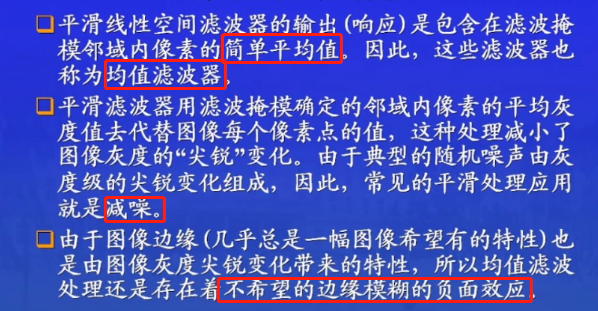 平滑线性空间滤波器的输出(响应)是包含在滤波掩
模邻域内像素的简单平均值。因此，这些滤波器也
称为均值滤波器。
平滑滤波器用滤波掩模确定的邻域内像素的平均灰
度值去代替图像每个像素点的值，这种处理减小了
图像灰度的“尖锐”变化。由于典型的随机噪声由灰
度级的尖锐变化组成，因此，常见的平滑处理应用
就是减噪。
由于图像边缘(几乎总是一幅图像希望有的特性)也
是由图像灰度尖锐变化带来的特性，所以均值滤波
处理还是存在着不希望的边缘模糊的负面效应。